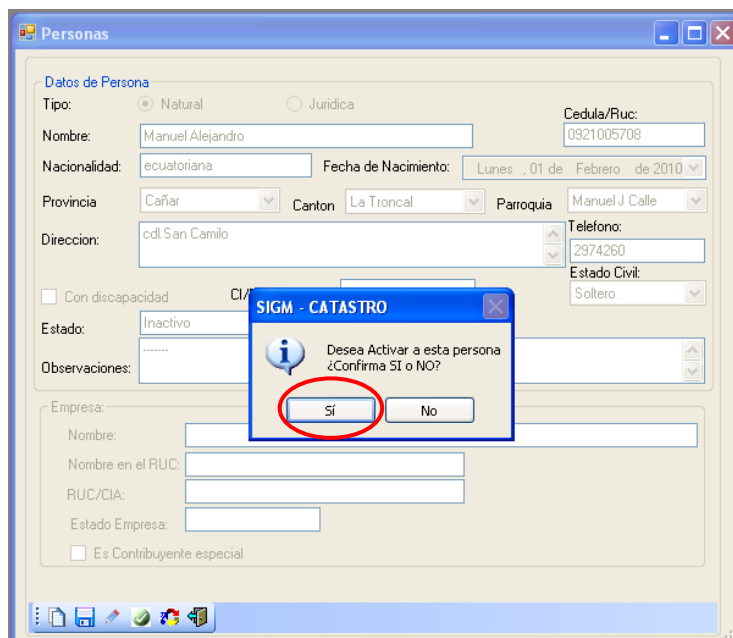 Personas
Datos de Persona
Tipo: Natural Juridica
Cedula/Ruc:
Nombre: Manuel Alejandro 0921005708
Nacionalidad: ecuatoriana Fecha de Nacimiento: Lunes , 01 de Febrero de 2010
Provincia Cañar Canton La Troncal Parroquia Manuel J Calle
Direccion: cdl.San Camilo Telefono:
2974260
Estado Civil:
Con discapacidad CI/ Soltero
SIGM - CATASTRO
Estado: Inactivo
Desea Activar a esta persona
¿Confirma SI o NO?
Observaciones: -------
Sí No
Empresa:
Nombre:
Nombre en el RUC:
RUC/CIA:
Estado Empresa:
Es Contribuyente especial